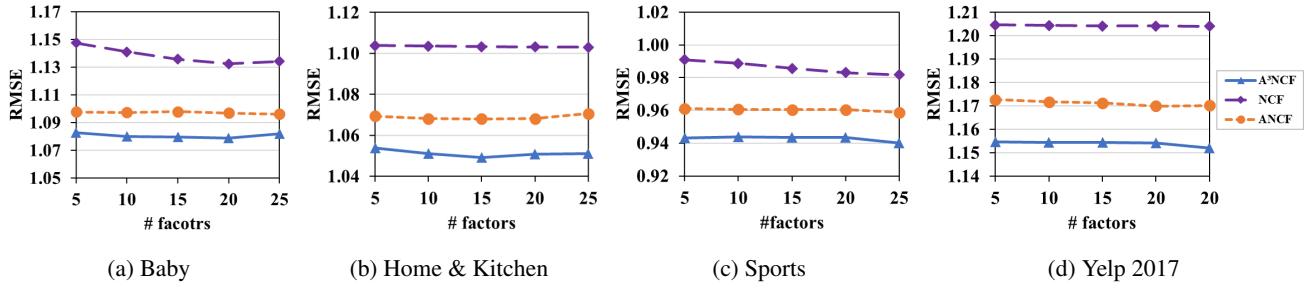 1.17
1.15
1.13
1.11
1.09
1.07
1.05
RMSE
5 10 15 20 25
# facotrs
(a) Baby
1.12
1.10
1.08
1.06
1.04
RMSE
5 10 15 20 25
# factors
(b) Home & Kitchen
1.02
1.00
0.98
0.96
0.94
0.92
RMSE
5 10 15 20 25
#factors
(c) Sports
1.21
1.20
1.19
1.18
1.17
1.16
1.15
1.14
RMSE
5 10 15 20 20
# factors
(d) Yelp 2017
A³NCF
NCF
ANCF